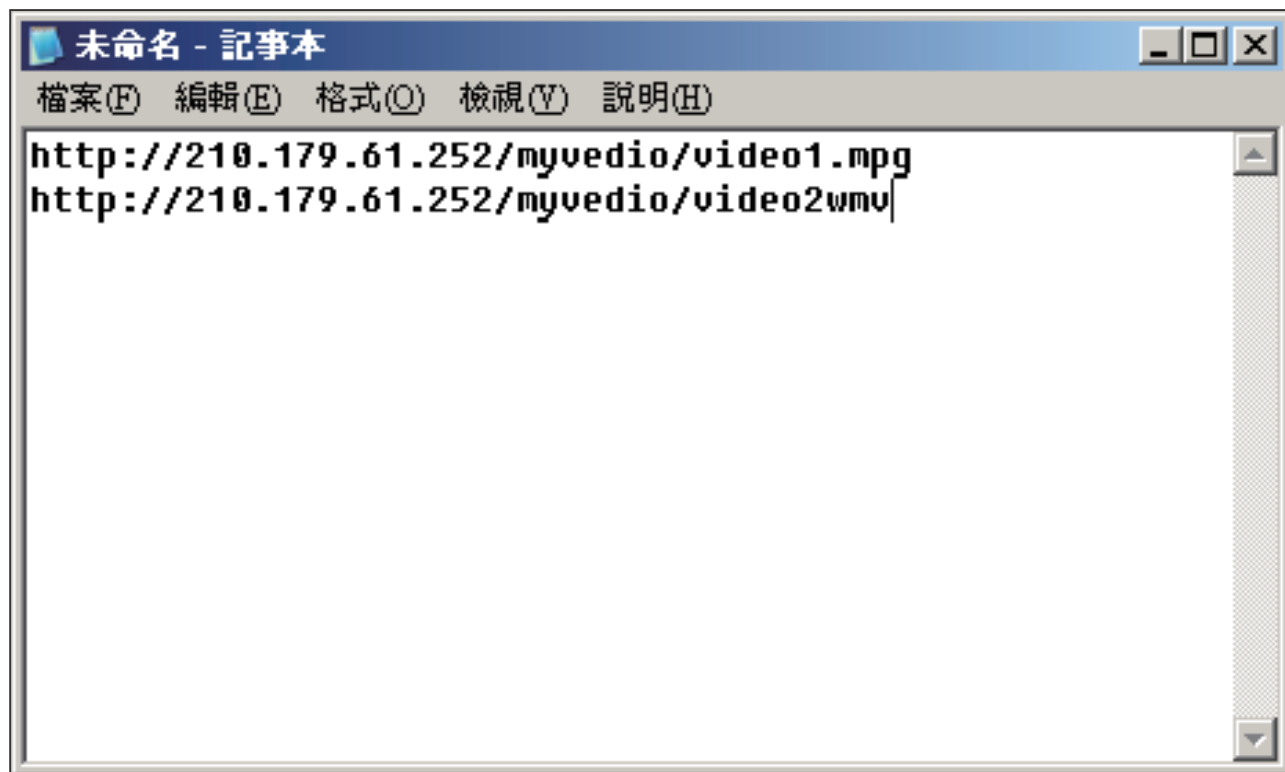 未命名 - 記事本
檔案(F) 編輯(E) 格式(O) 檢視(V) 説明(H)
http://210.179.61.252/myvedio/video1.mpg
http://210.179.61.252/myvedio/video2wmv